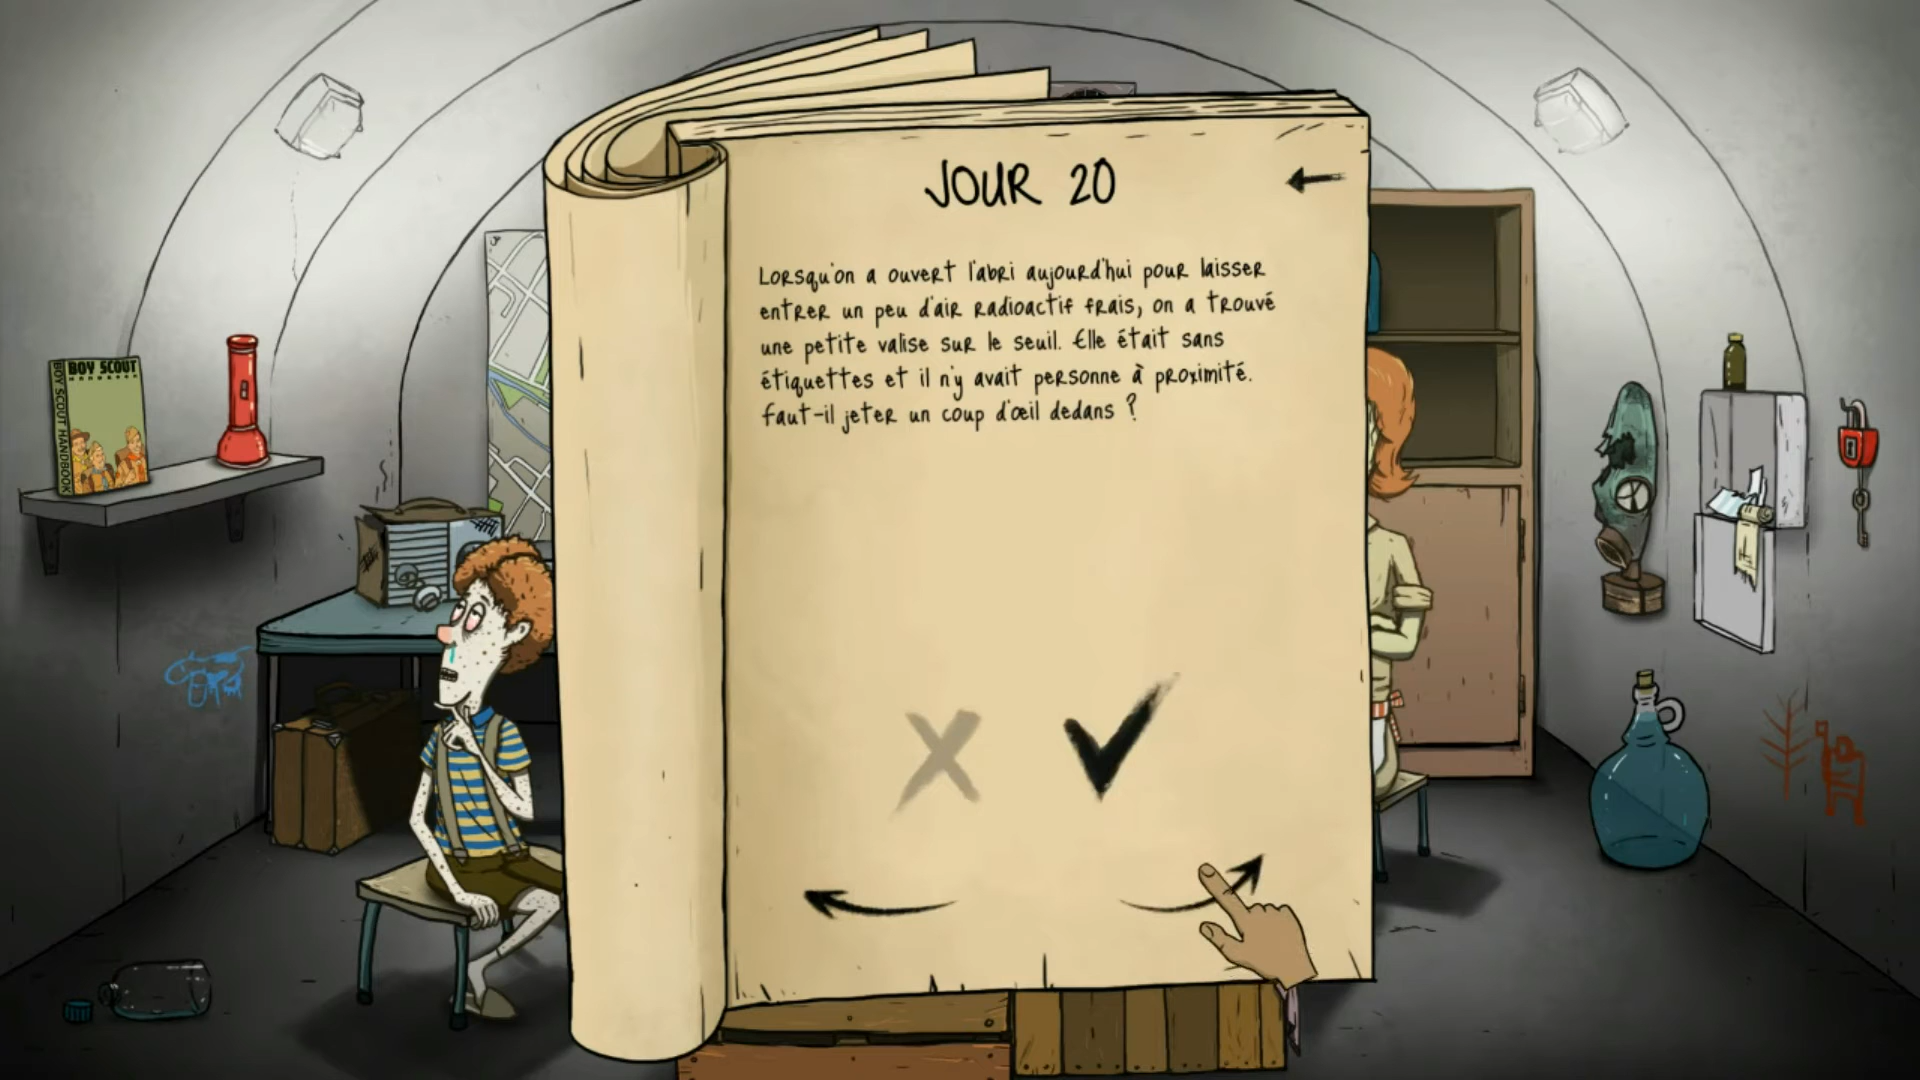 JOUR 20
Lorsqu'on a ouvert l'abri aujourd'hui pour laisser
entrer un peu d'air radioactif frais, on a trouvé
une petite valise sur le seuil. Elle était sans
étiquettes et il n'y avait personne à proximité.
Faut-il jeter un coup d'œil dedans ?
BOY SCOUT
HANDBOOK
BOY SCOUT HANDBOOK